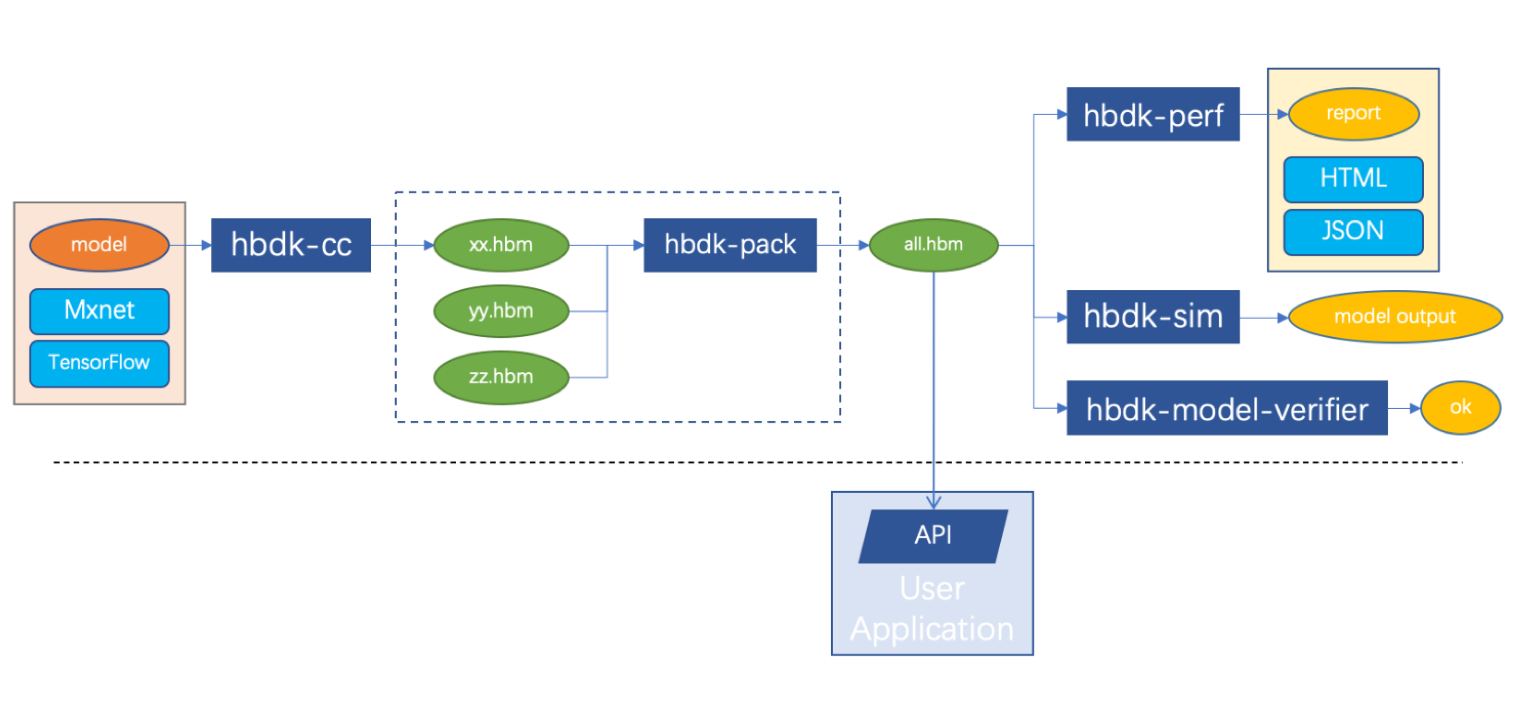 model
Mxnet
TensorFlow
hbdk-cc
xx.hbm
yy.hbm
zz.hbm
hbdk-pack
all.hbm
hbdk-perf
report
HTML
JSON
hbdk-sim
model output
hbdk-model-verifier
ok
API
User
Application